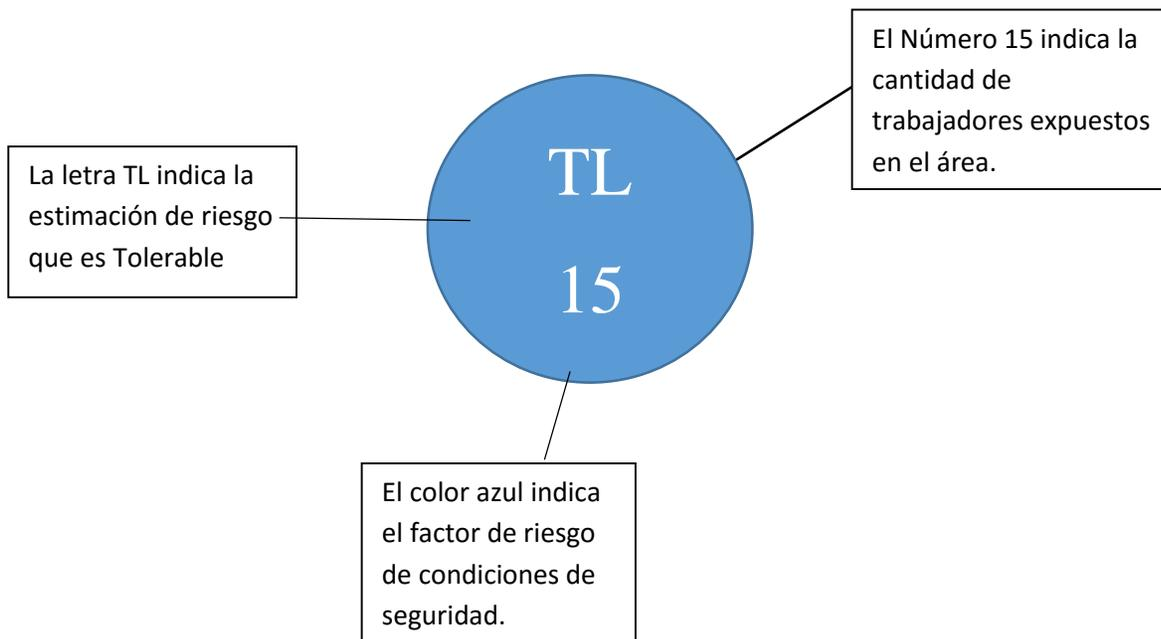 El Número 15 indica la
cantidad de
trabajadores expuestos
en el área.
La letra TL indica la
estimación de riesgo
que es Tolerable
TL
15
El color azul indica
el factor de riesgo
de condiciones de
seguridad.